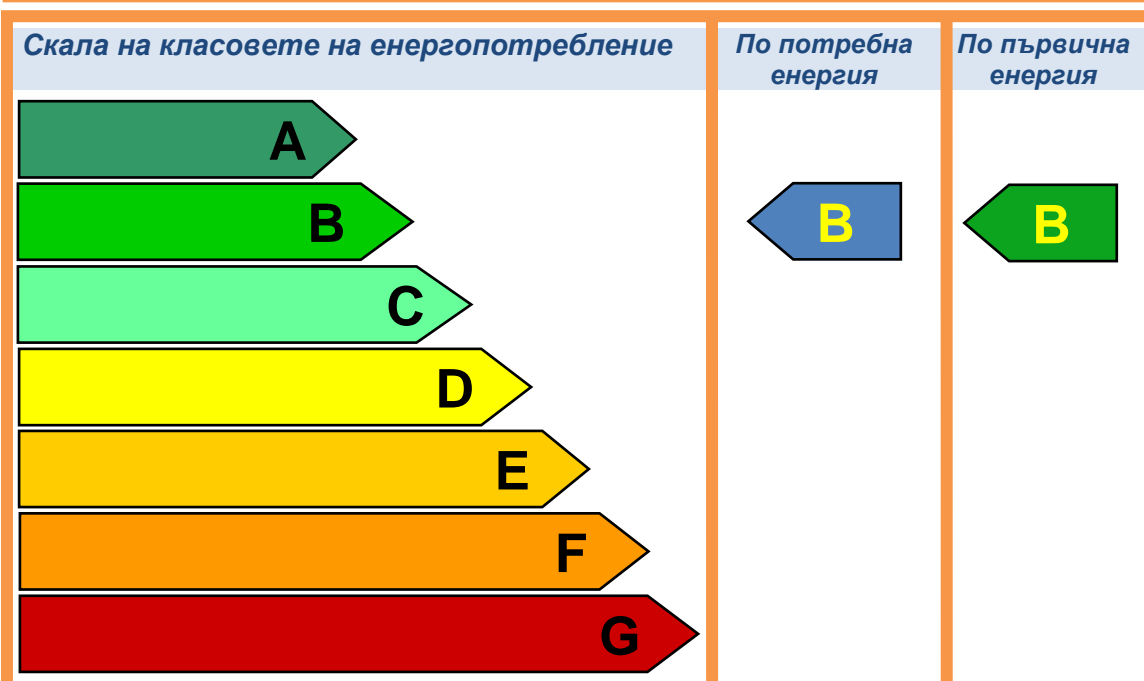 Скала на класовете на енергопотребление
По потребна
енергия
По първична
енергия
A
B
B
B
C
D
E
F
G